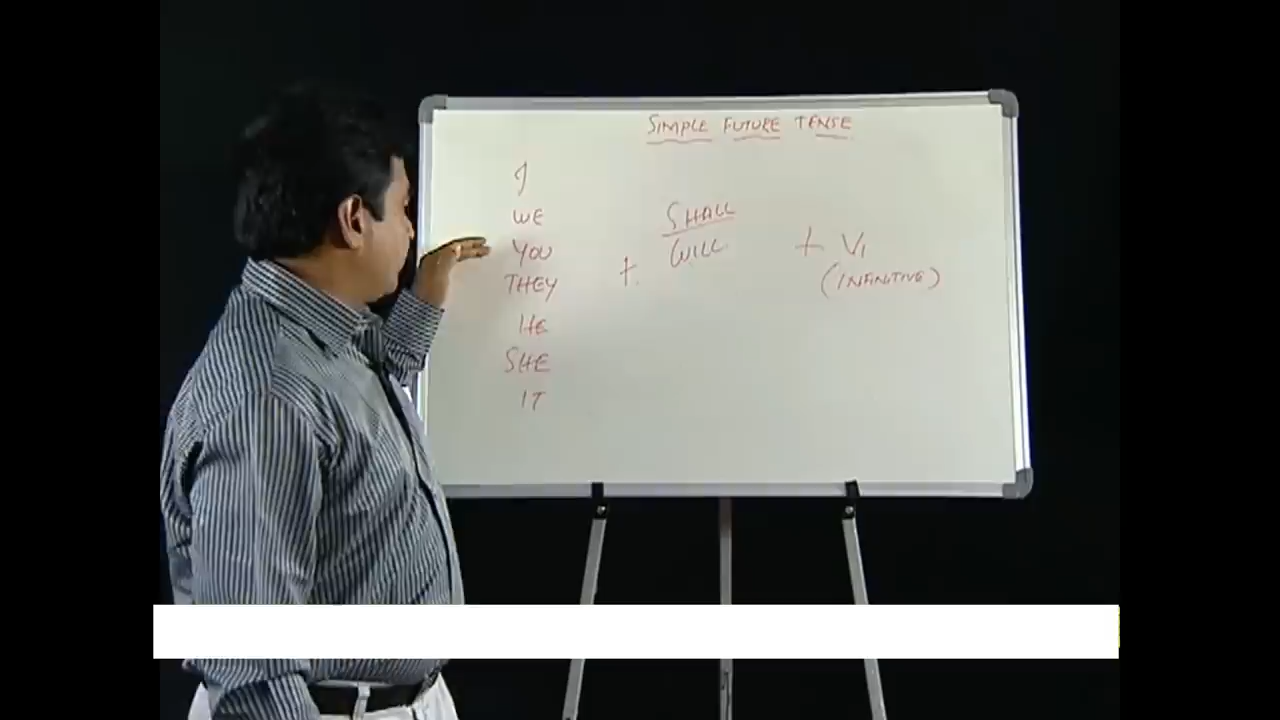 SIMPLE FUTURE TENSE
I
WE
YOU
THEY
HE
SHE
IT
+
SHALL
WILL
+ V1
(INFINITIVE)